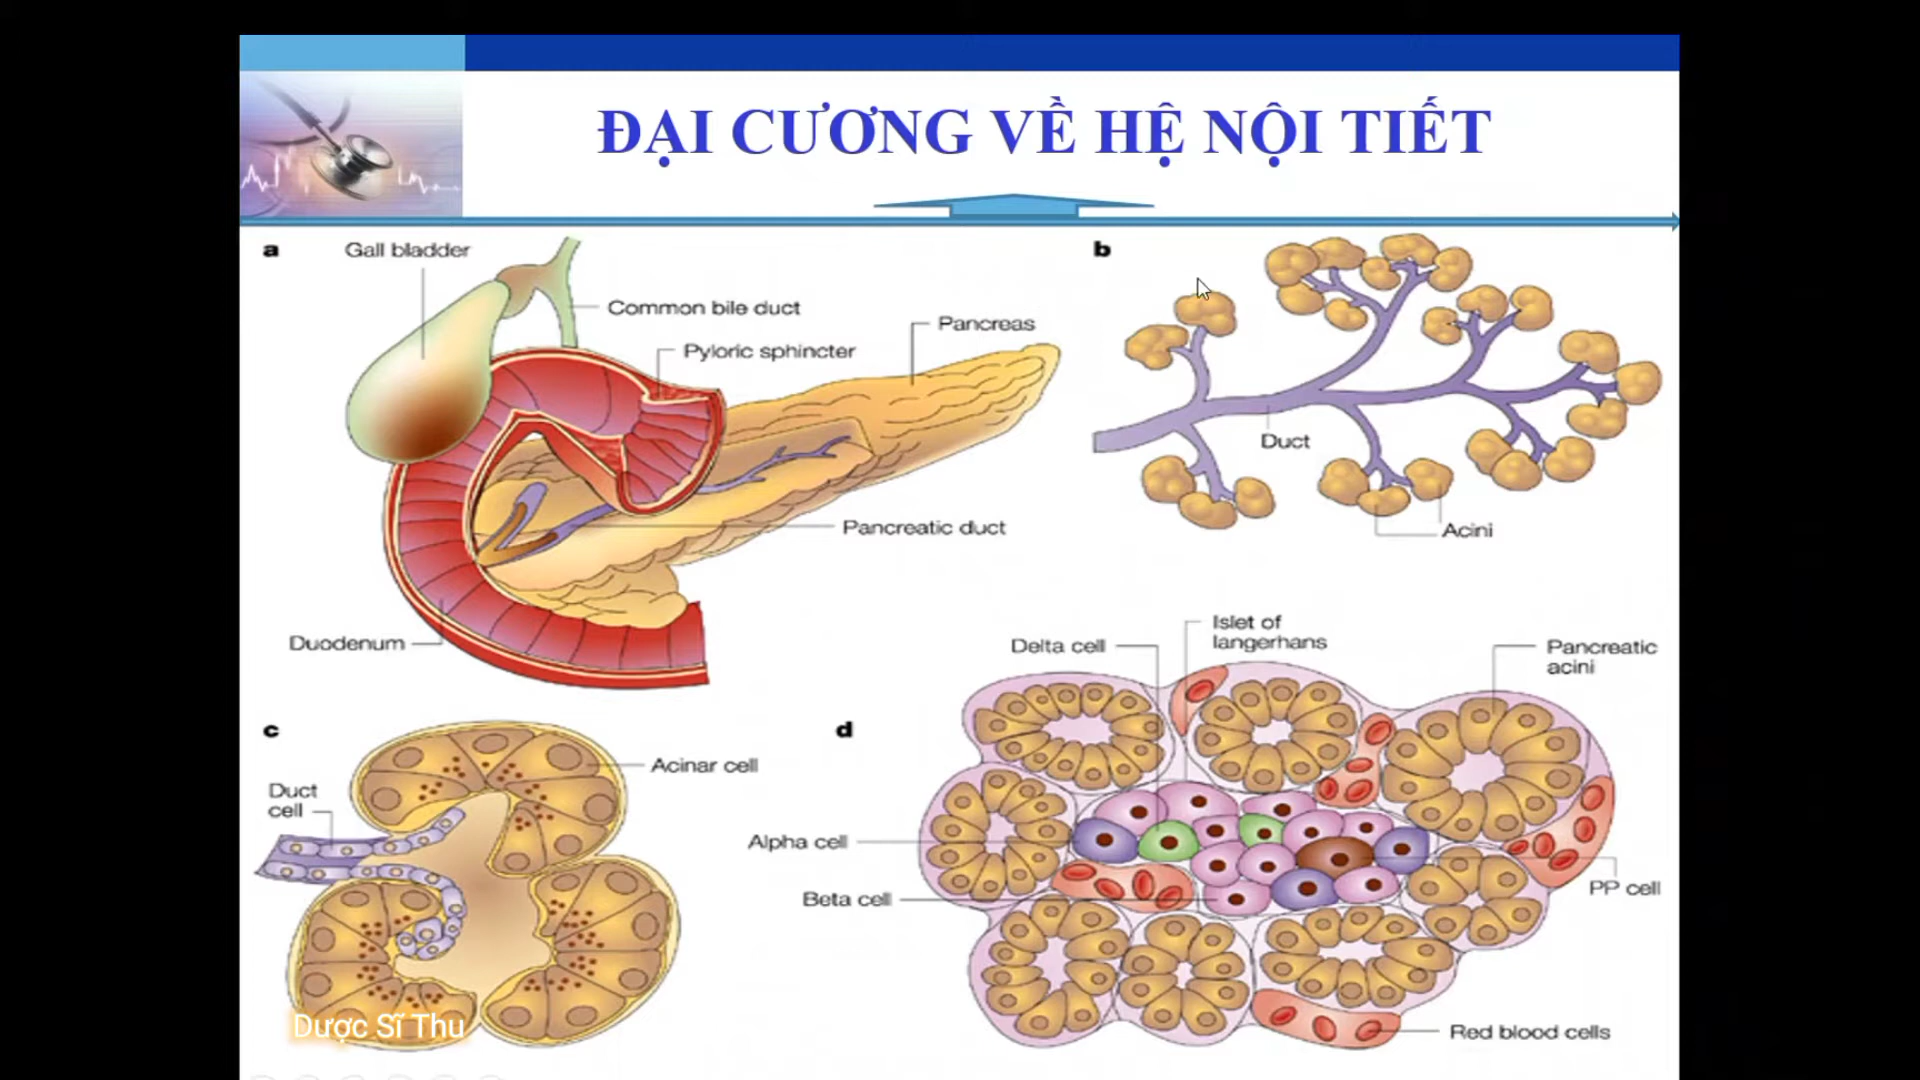 ĐẠI CƯƠNG VỀ HỆ NỘI TIẾT
a
Gall bladder
Common bile duct
Pyloric sphincter
Pancreas
Pancreatic duct
Duodenum
b
Duct
Acini
c
Acinar cell
Duct
cell
d
Delta cell
Islet of
langerhans
Pancreatic
acini
Alpha cell
Beta cell
PP cell
Red blood cells
Dược Sĩ Thu